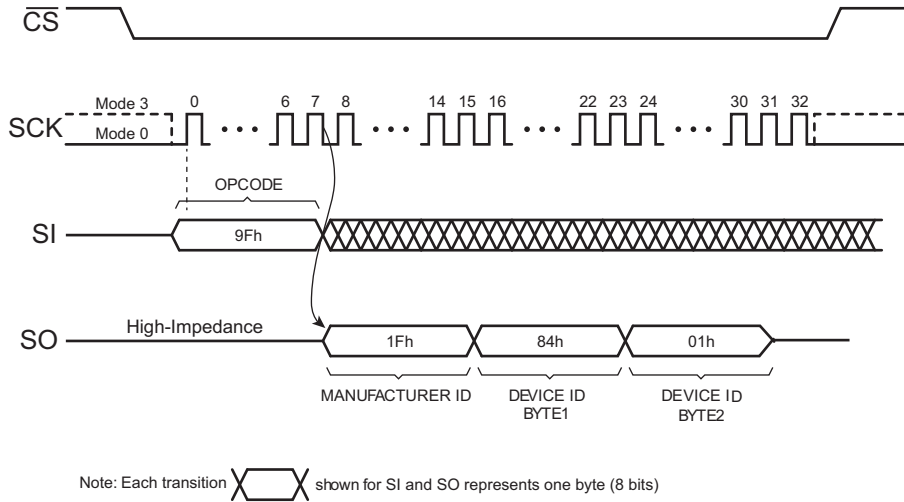 CS
Mode 3
SCK
Mode 0
0 6 7 8 14 15 16 22 23 24 30 31 32
OPCODE
SI
9Fh
High-Impedance
SO
1Fh 84h 01h
MANUFACTURER ID DEVICE ID DEVICE ID
BYTE1 BYTE2
Note: Each transition shown for SI and SO represents one byte (8 bits)